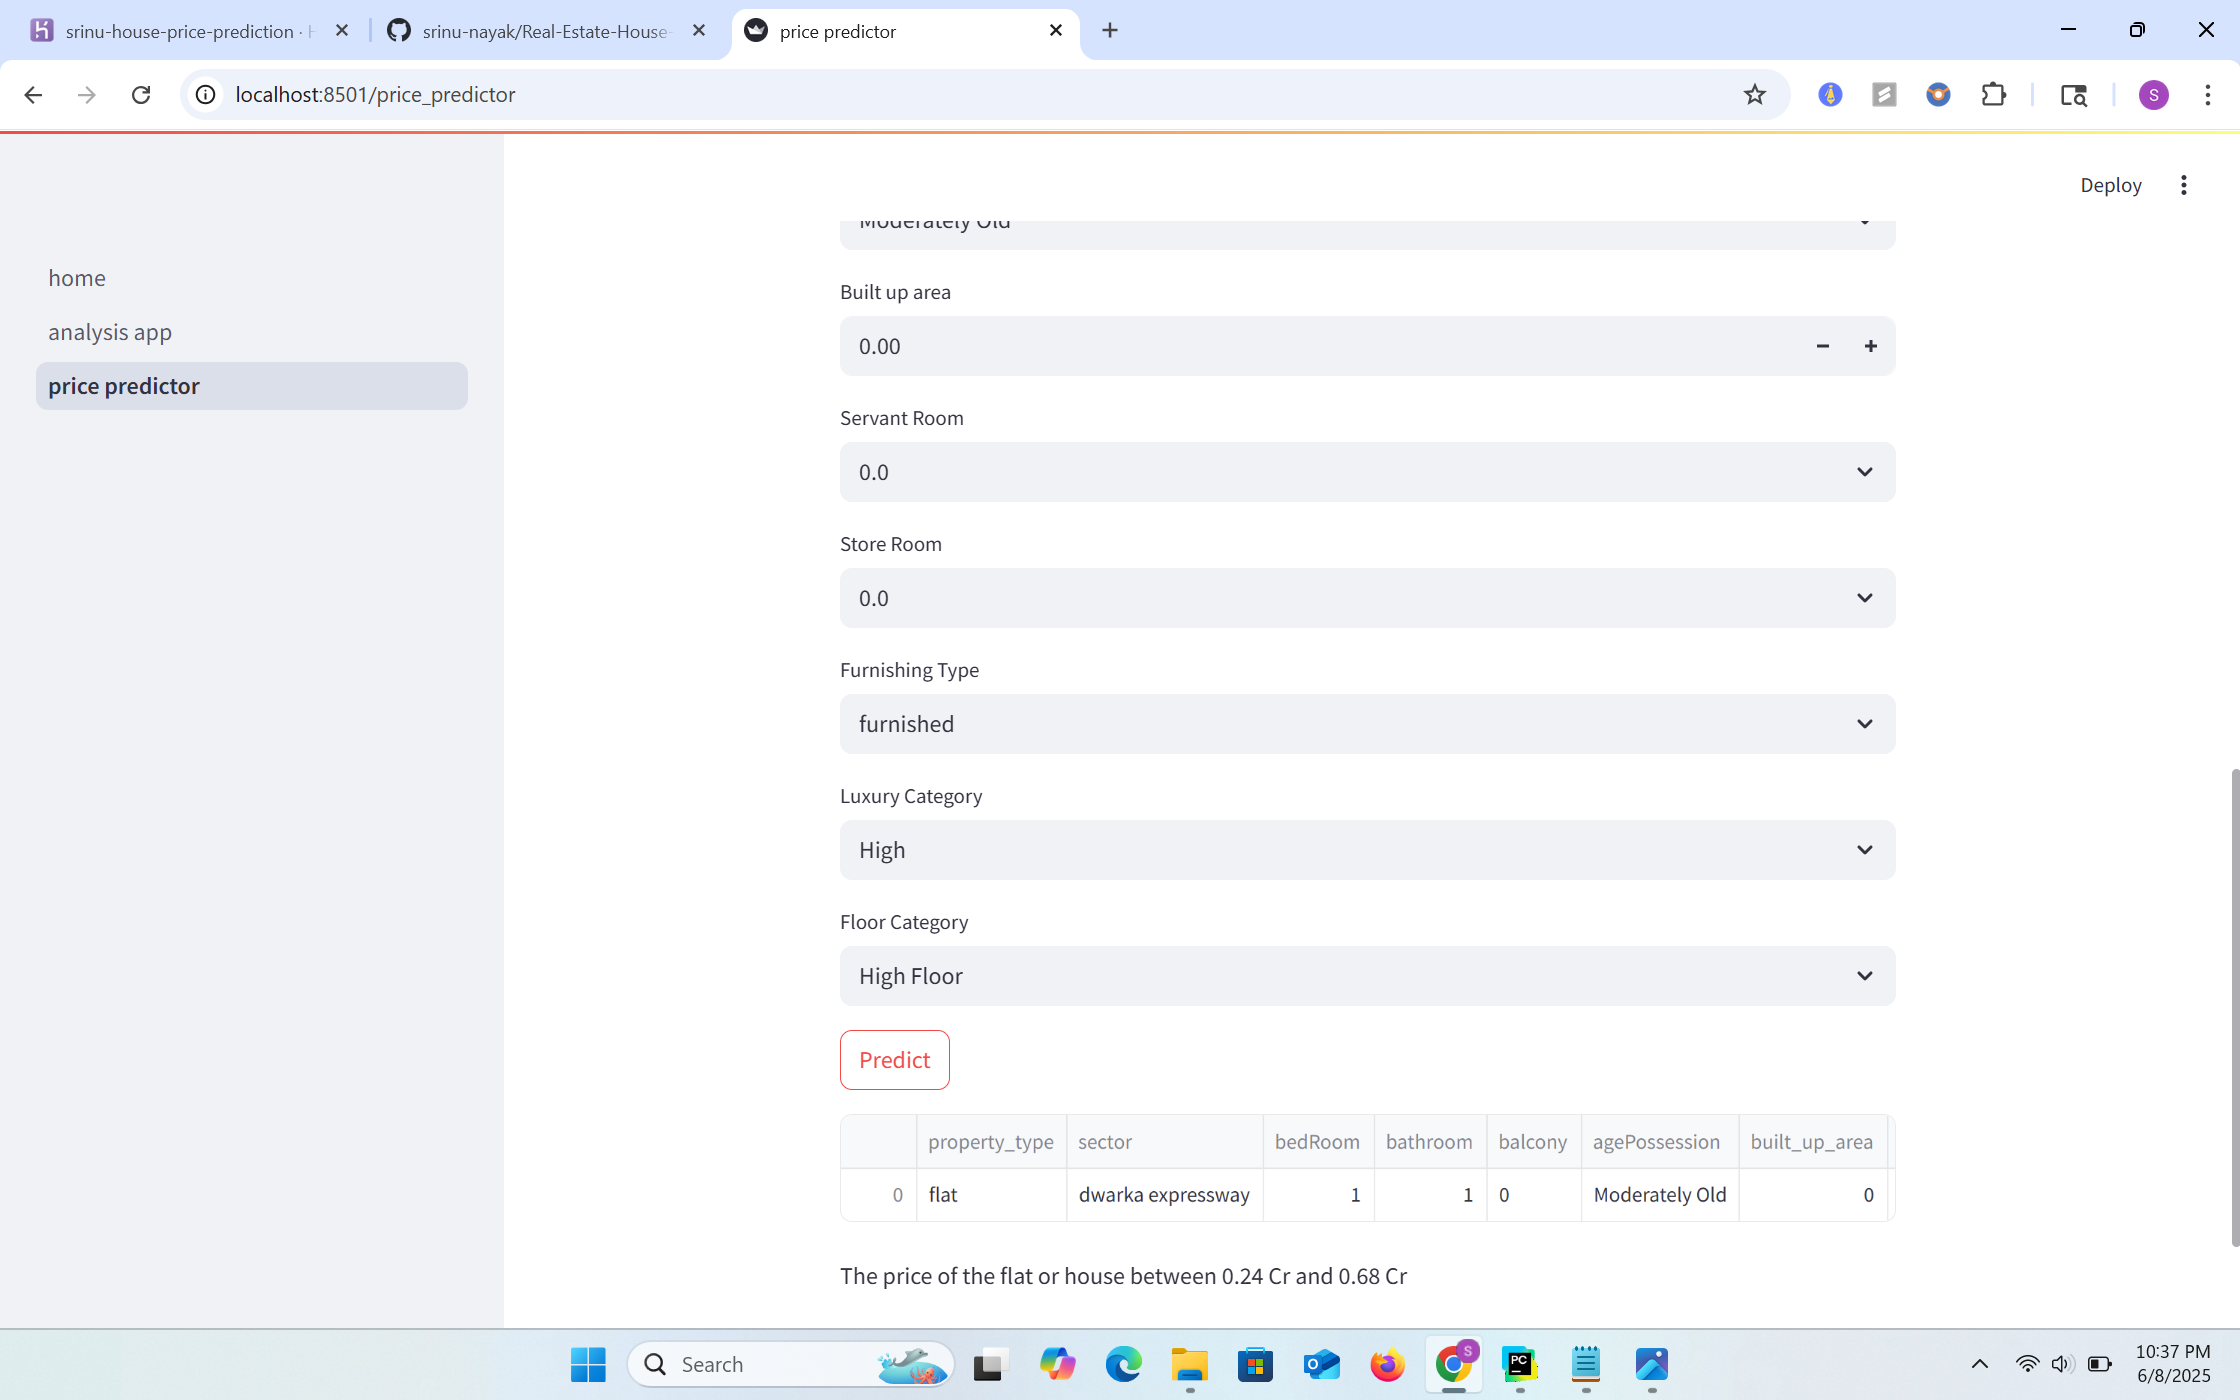 srinu-house-price-prediction ·
srinu-nayak/Real-Estate-House-
price predictor
localhost:8501/price_predictor
S
Deploy
home
analysis app
price predictor
Moderately Old
Built up area
0.00
Servant Room
0.0
Store Room
0.0
Furnishing Type
furnished
Luxury Category
High
Floor Category
High Floor
Predict
property_type sector bedRoom bathroom balcony agePossession built_up_area
0 flat dwarka expressway 1 1 0 Moderately Old 0
The price of the flat or house between 0.24 Cr and 0.68 Cr
Search
S
PC
10:37 PM
6/8/2025